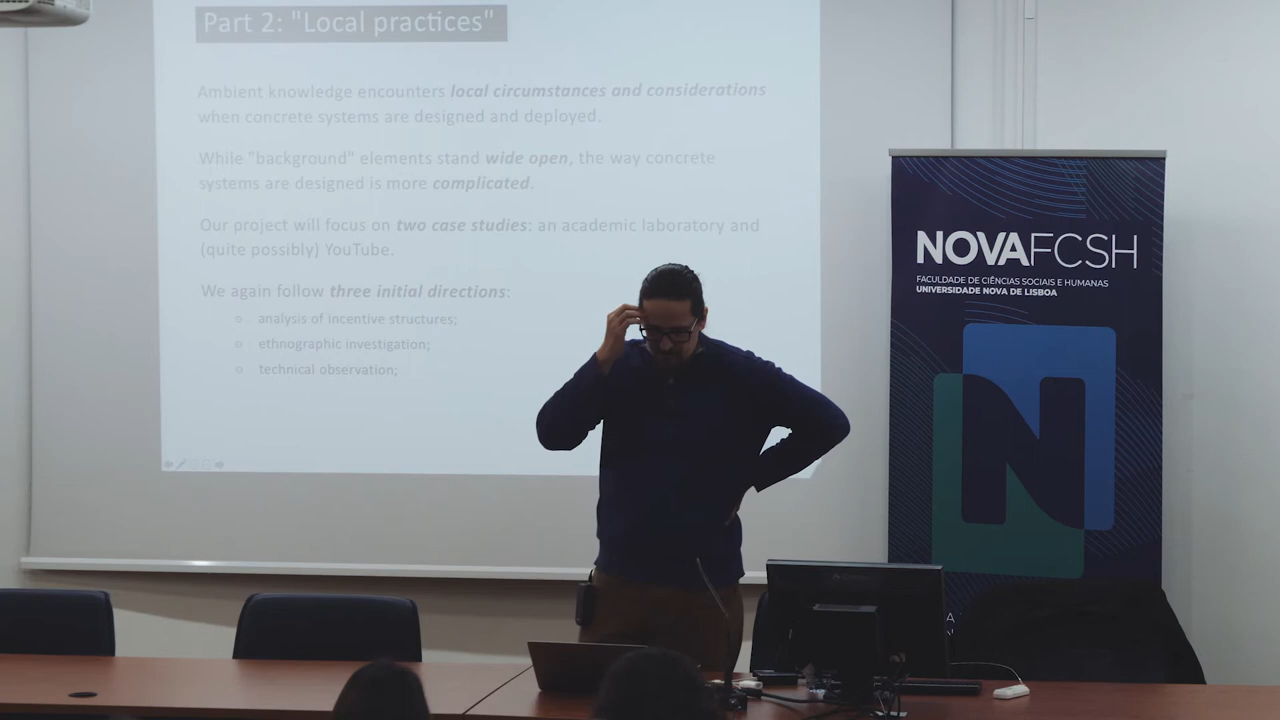 Part 2: "Local practices"
Ambient knowledge encounters local circumstances and considerations
when concrete systems are designed and deployed.
While "background" elements stand wide open, the way concrete
systems are designed is more complicated.
Our project will focus on two case studies: an academic laboratory and
(quite possibly) YouTube.
We again follow three initial directions:
analysis of incentive structures;
ethnographic investigation;
technical observation;
NOVAFCSH
FACULDADE DE CIÊNCIAS SOCIAIS E HUMANAS
UNIVERSIDADE NOVA DE LISBOA
N